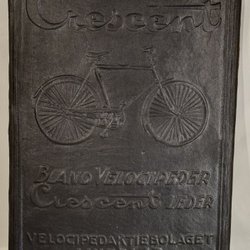 Crescent
BLAND VELOCIPEDER
Crescent LEDER
VELOCIPEDAKTIEBOLAGET